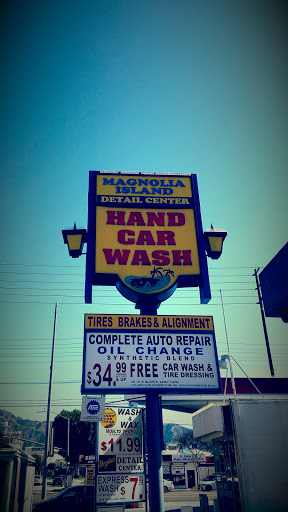 MAGNOLIA
ISLAND
DETAIL CENTER
HAND
CAR
WASH
TIRES BRAKES & ALIGNMENT
COMPLETE AUTO REPAIR
OIL CHANGE
SYNTHETIC BLEND
$34.99 & UP FREE CAR WASH &
TIRE DRESSING
WASH &
WAX
$11.99
DETAIL
CENTER
EXPRESS
WASH $7